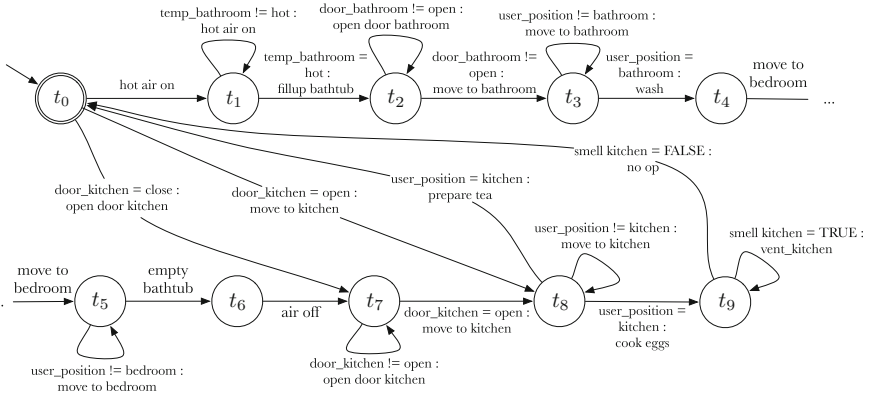 temp_bathroom != hot :
hot air on
door_bathroom != open :
open door bathroom
user_position != bathroom :
move to bathroom
t0
hot air on
t1
temp_bathroom =
hot :
fillup bathtub
t2
door_bathroom !=
open :
move to bathroom
t3
user_position =
bathroom :
wash
t4
move to
bedroom
...
smell kitchen = FALSE :
no op
door_kitchen = close :
open door kitchen
door_kitchen = open :
move to kitchen
user_position = kitchen :
prepare tea
user_position != kitchen :
move to kitchen
smell kitchen = TRUE :
vent_kitchen
.
move to
bedroom
t5
empty
bathtub
t6
air off
t7
door_kitchen = open :
move to kitchen
t8
user_position =
kitchen :
cook eggs
t9
user_position != bedroom :
move to bedroom
door_kitchen != open :
open door kitchen